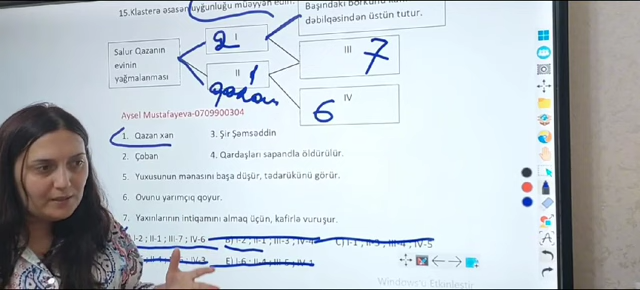 15.Klasterə əsasən uyğunluğu müəyyən edin.
Başındakı börkünü
dəbilqəsindən üstün tutur.
Salur Qazanın
evinin
yağmalanması
I
2
II
1
qazan
III
7
IV
6
Aysel Mustafayeva-0709900304
1. Qazan xan 3. Şir Şəmsəddin
2. Çoban 4. Qardaşları sapandla öldürülür.
5. Yuxusunun mənasını başa düşür, tədarükünü görür.
6. Ovunu yarımçıq qoyur.
7. Yaxınlarının intiqamını almaq üçün, kafirlə vuruşur.
I-2 ; II-1 ; III-7 ; IV-6 B) I-2 ; II-1 ; III-3 ; IV-4 C) I-1 ; II-3 ; III-4 ; IV-5
IV-3 E) I-6 ; II-4 ; III-5 ; IV-1
Windows'u Etkinleştir